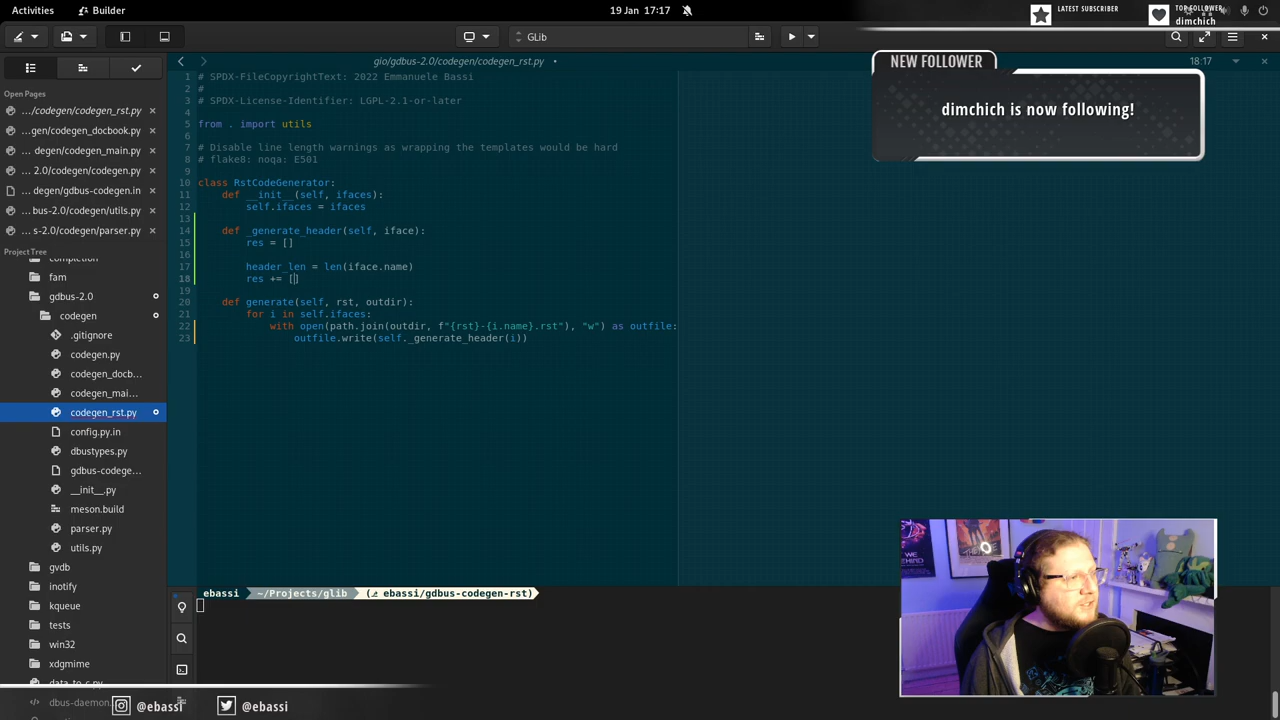 Activities
Builder
19 Jan 17:17
LATEST SUBSCRIBER
TOP FOLLOWER
dimchich
GLib
gio/gdbus-2.0/codegen/codegen_rst.py
18:17
NEW FOLLOWER
dimchich is now following!
Open Pages
.../codegen/codegen_rst.py
...gen/codegen_docbook.py
... degen/codegen_main.py
... 2.0/codegen/codegen.py
... degen/gdbus-codegen.in
... bus-2.0/codegen/utils.py
... s-2.0/codegen/parser.py
Project Tree
completion
fam
gdbus-2.0
codegen
.gitignore
codegen.py
codegen_docb...
codegen_mai...
codegen_rst.py
config.py.in
dbustypes.py
gdbus-codege...
__init__.py
meson.build
parser.py
utils.py
gvdb
inotify
kqueue
tests
win32
xdgmime
data_to_c.py
dbus-daemon.
1 # SPDX-FileCopyrightText: 2022 Emmanuele Bassi
2 #
3 # SPDX-License-Identifier: LGPL-2.1-or-later
4
5 from . import utils
6
7 # Disable line length warnings as wrapping the templates would be hard
8 # flake8: noqa: E501
9
10 class RstCodeGenerator:
11 def __init__(self, ifaces):
12 self.ifaces = ifaces
13
14 def _generate_header(self, iface):
15 res = []
16
17 header_len = len(iface.name)
18 res += []
19
20 def generate(self, rst, outdir):
21 for i in self.ifaces:
22 with open(path.join(outdir, f"{rst}-{i.name}.rst"), "w") as outfile:
23 outfile.write(self._generate_header(i))
ebassi ~/Projects/glib ( ebassi/gdbus-codegen-rst)
WE
BEHIND
@ebassi
@ebassi